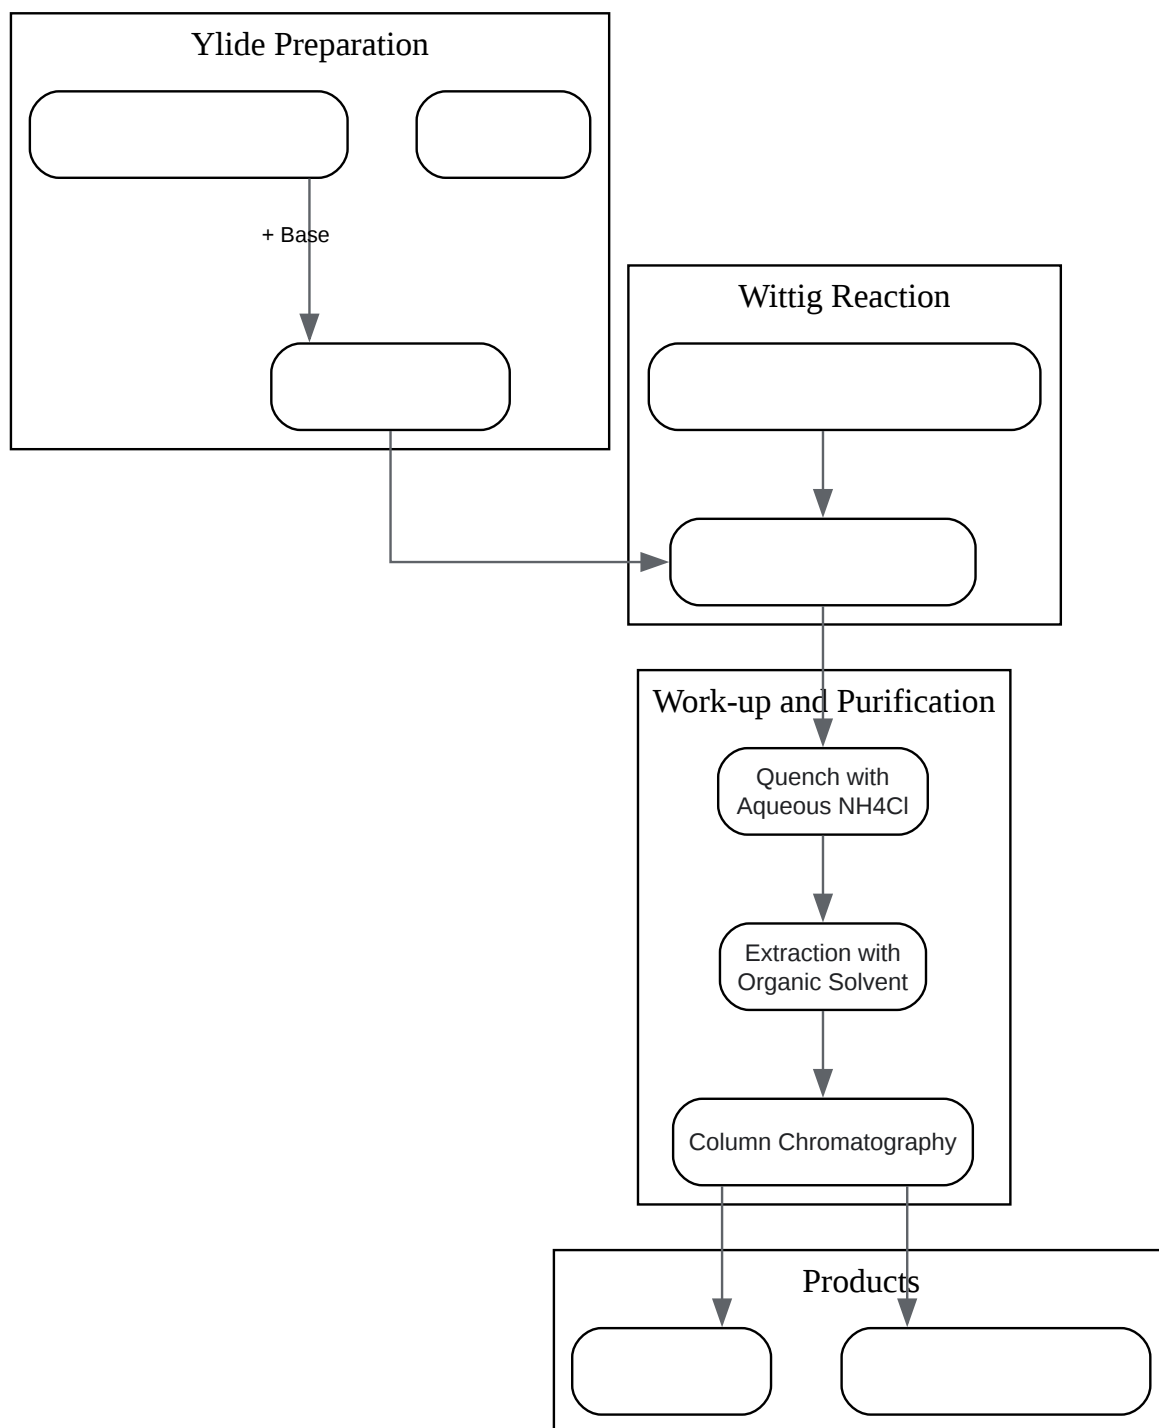 Ylide Preparation
+ Base
Wittig Reaction
Work-up and Purification
Quench with
Aqueous NH4Cl
Extraction with
Organic Solvent
Column Chromatography
Products